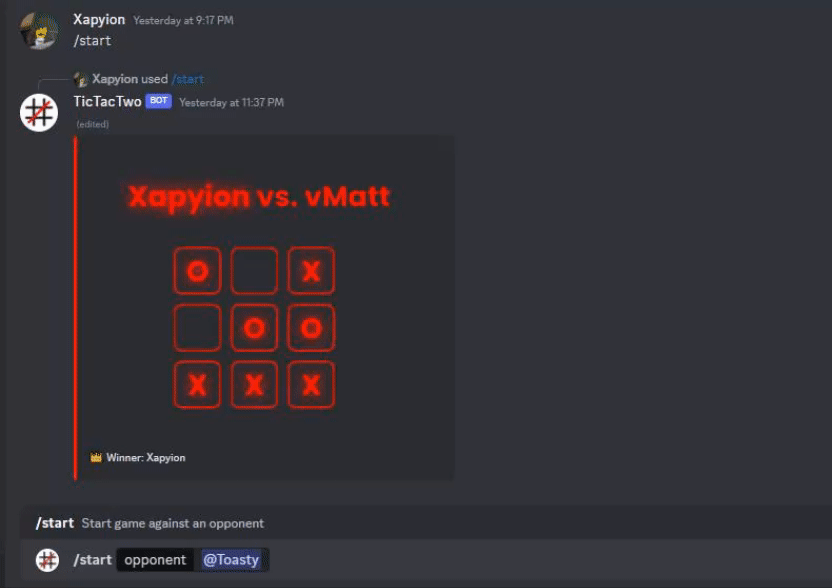 Xapyion Yesterday at 9:17 PM
/start
Xapyion used /start
TicTacTwo BOT Yesterday at 11:37 PM
(edited)
Xapyion vs. vMatt
O X
O O
X X X
Winner: Xapyion
/start Start game against an opponent
/start opponent @Toasty